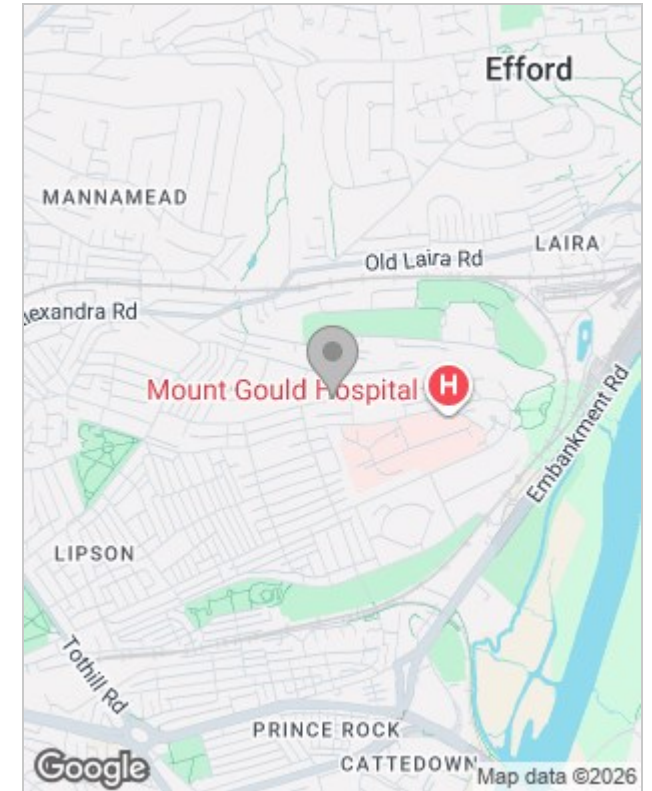 Efford
MANNAMEAD
LAIRA
Old Laira Rd
lexandra Rd
Mount Gould Hospital
H
Embankment Rd
LIPSON
Tothill Rd
PRINCE ROCK
CATTEDOWN
Google
Map data ©2026